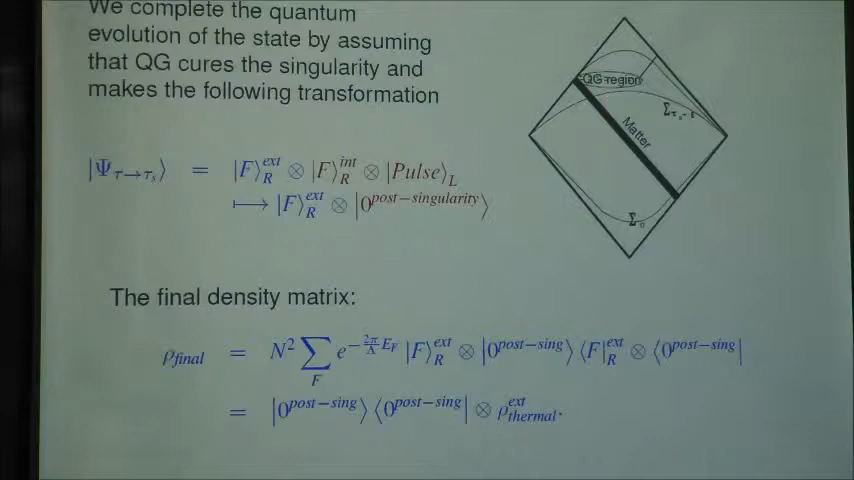 We complete the quantum
evolution of the state by assuming
that QG cures the singularity and
makes the following transformation
|Ψ_{τ→τ_s}⟩ = |F⟩_R^{ext} ⊗ |F⟩_R^{int} ⊗ |Pulse⟩_L
⟼ |F⟩_R^{ext} ⊗ |0^{post−singularity}⟩
QG region
Matter
Σ_0
The final density matrix:
ρ_{final} = N² Σ_F e^{−\frac{2π}{Λ}E_F} |F⟩_R^{ext} ⊗ |0^{post−sing}⟩ ⟨F|_R^{ext} ⊗ ⟨0^{post−sing}|
= |0^{post−sing}⟩ ⟨0^{post−sing}| ⊗ ρ_{thermal}^{ext}.